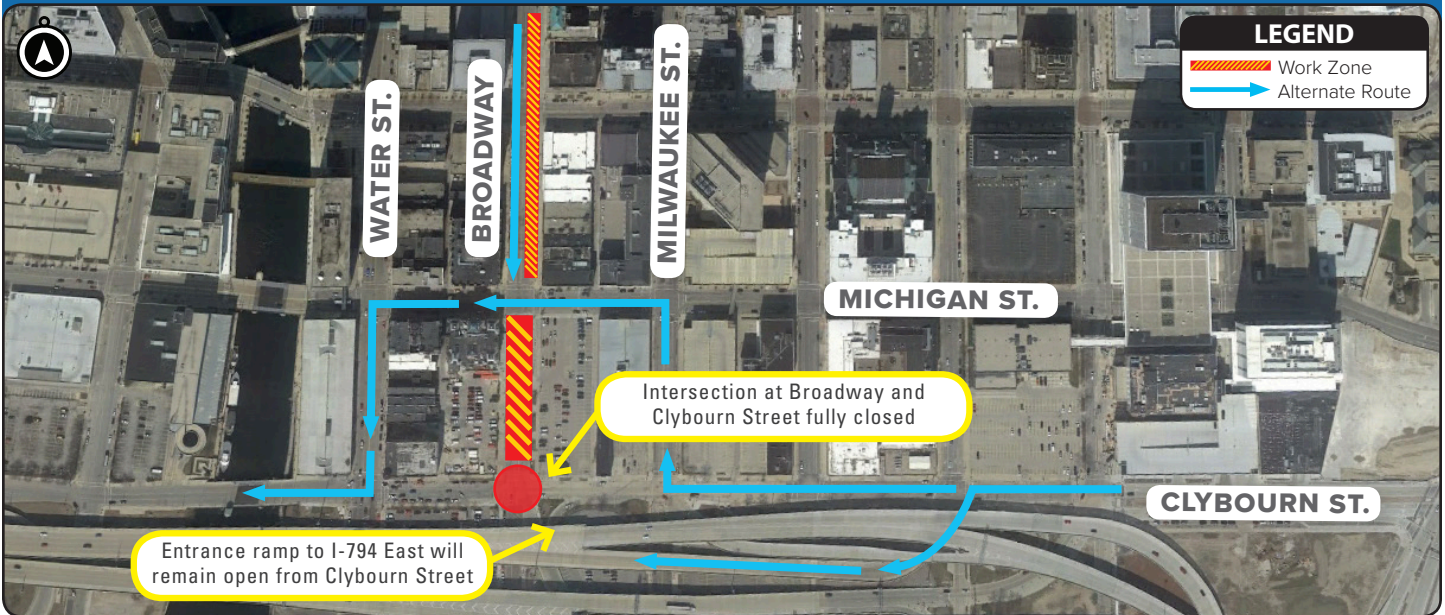 LEGEND
Work Zone
Alternate Route
WATER ST.
BROADWAY
MILWAUKEE ST.
MICHIGAN ST.
Intersection at Broadway and
Clybourn Street fully closed
CLYBOURN ST.
Entrance ramp to I-794 East will
remain open from Clybourn Street